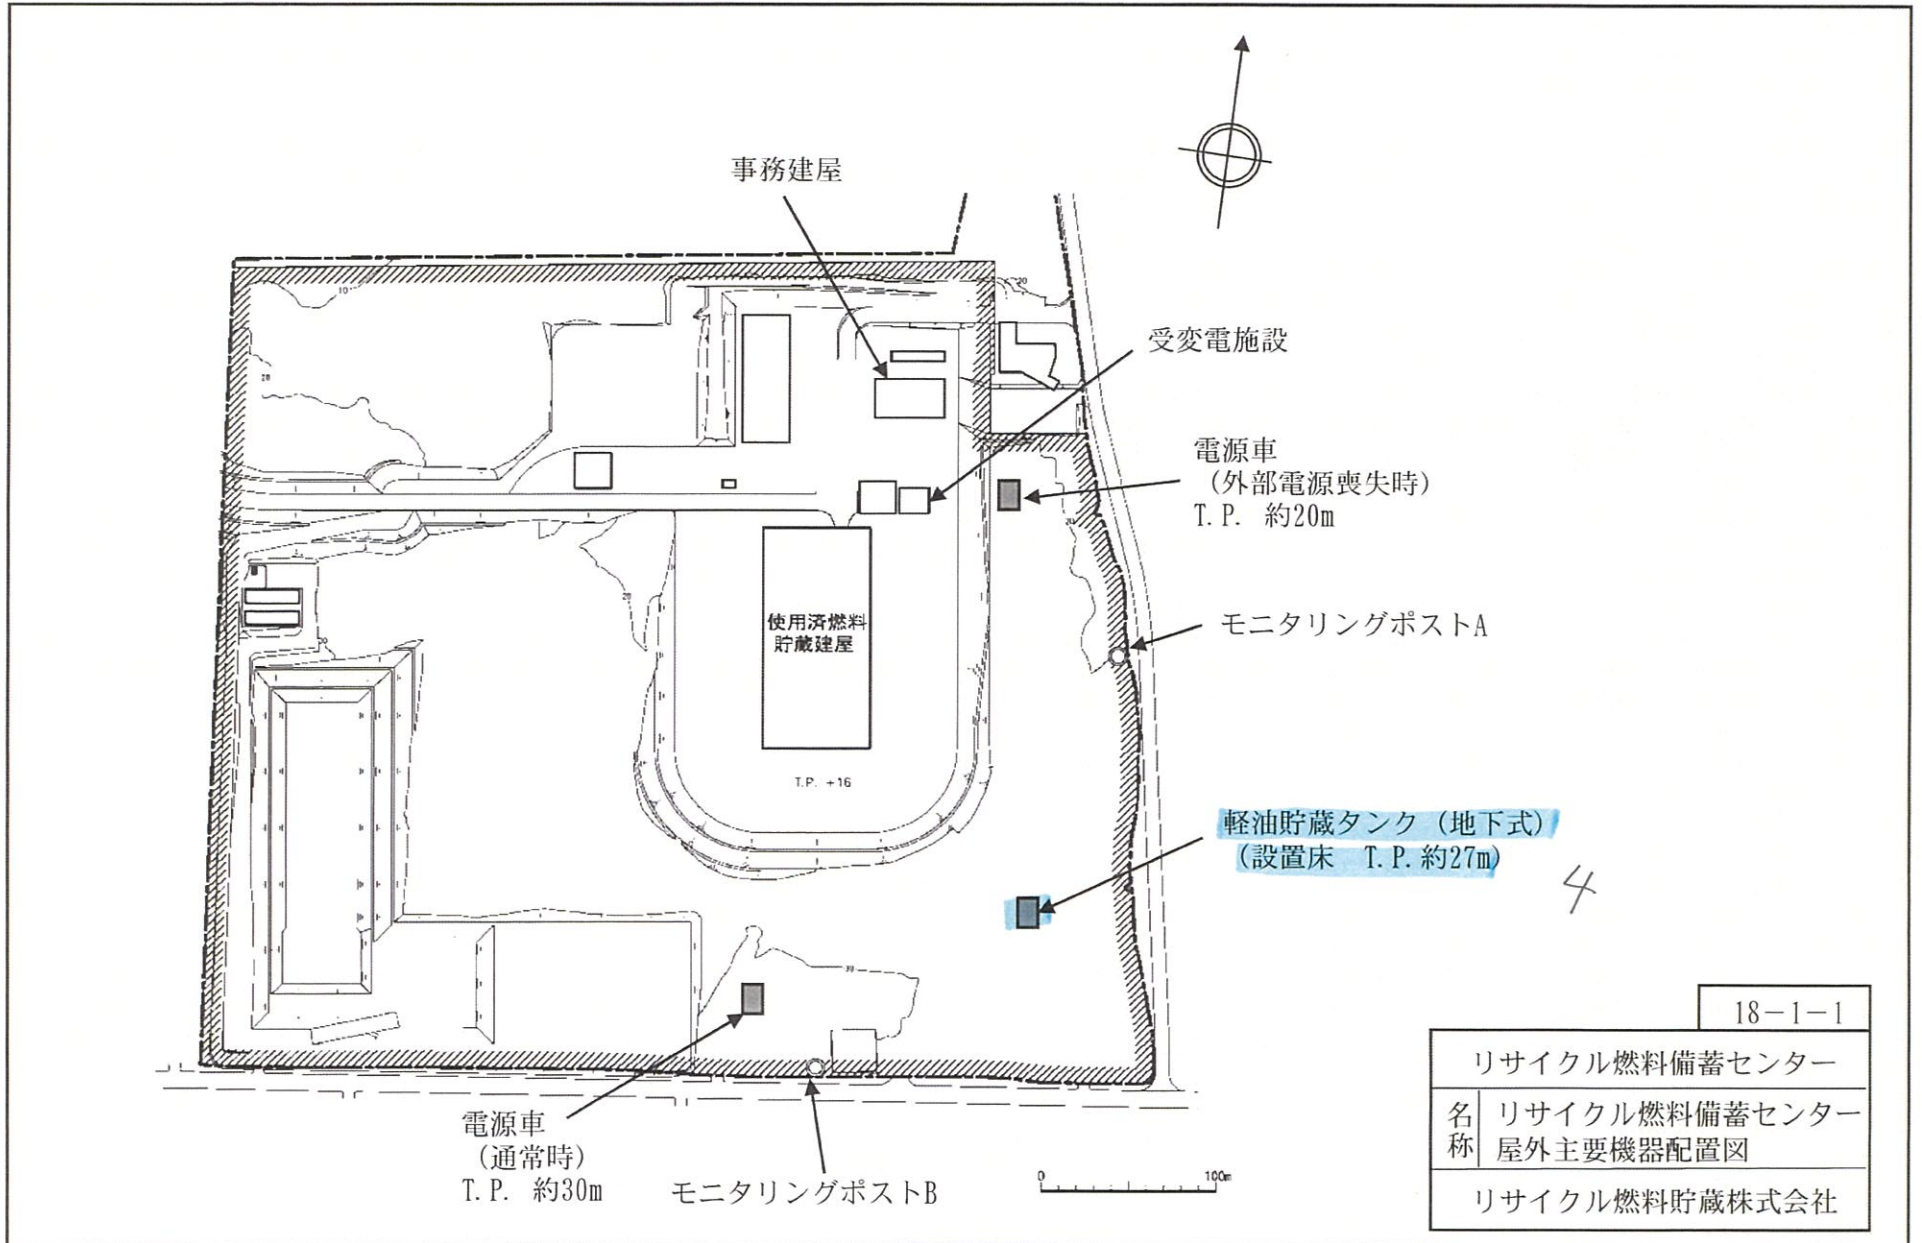 事務建屋
受変電施設
電源車
（外部電源喪失時）
T.P. 約20m
使用済燃料
貯蔵建屋
モニタリングポストA
T.P. +16
軽油貯蔵タンク（地下式）
（設置床 T.P.約27m）
4
電源車
（通常時）
T.P. 約30m
モニタリングポストB
0 100m
18－1－1
リサイクル燃料備蓄センター
名称
リサイクル燃料備蓄センター
屋外主要機器配置図
リサイクル燃料貯蔵株式会社